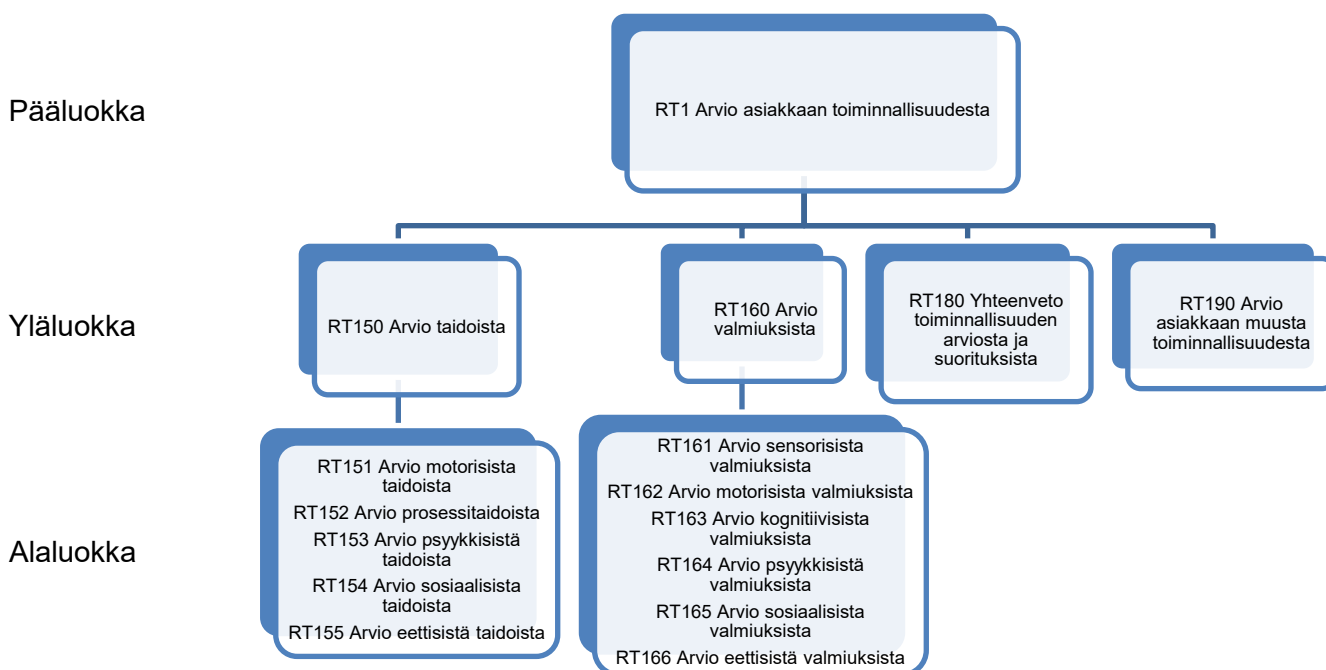 Pääluokka
RT1 Arvio asiakkaan toiminnallisuudesta
Yläluokka
RT150 Arvio taidoista
RT160 Arvio
valmiuksista
RT180 Yhteenveto
toiminnallisuuden
arviosta ja
suorituksista
RT190 Arvio
asiakkaan muusta
toiminnallisuudesta
Alaluokka
RT151 Arvio motorisista
taidoista
RT152 Arvio prosessitaidoista
RT153 Arvio psyykkisistä
taidoista
RT154 Arvio sosiaalisista
taidoista
RT155 Arvio eettisistä taidoista
RT161 Arvio sensorisista
valmiuksista
RT162 Arvio motorisista valmiuksista
RT163 Arvio kognitiivisista
valmiuksista
RT164 Arvio psyykkisistä
valmiuksista
RT165 Arvio sosiaalisista
valmiuksista
RT166 Arvio eettisistä valmiuksista